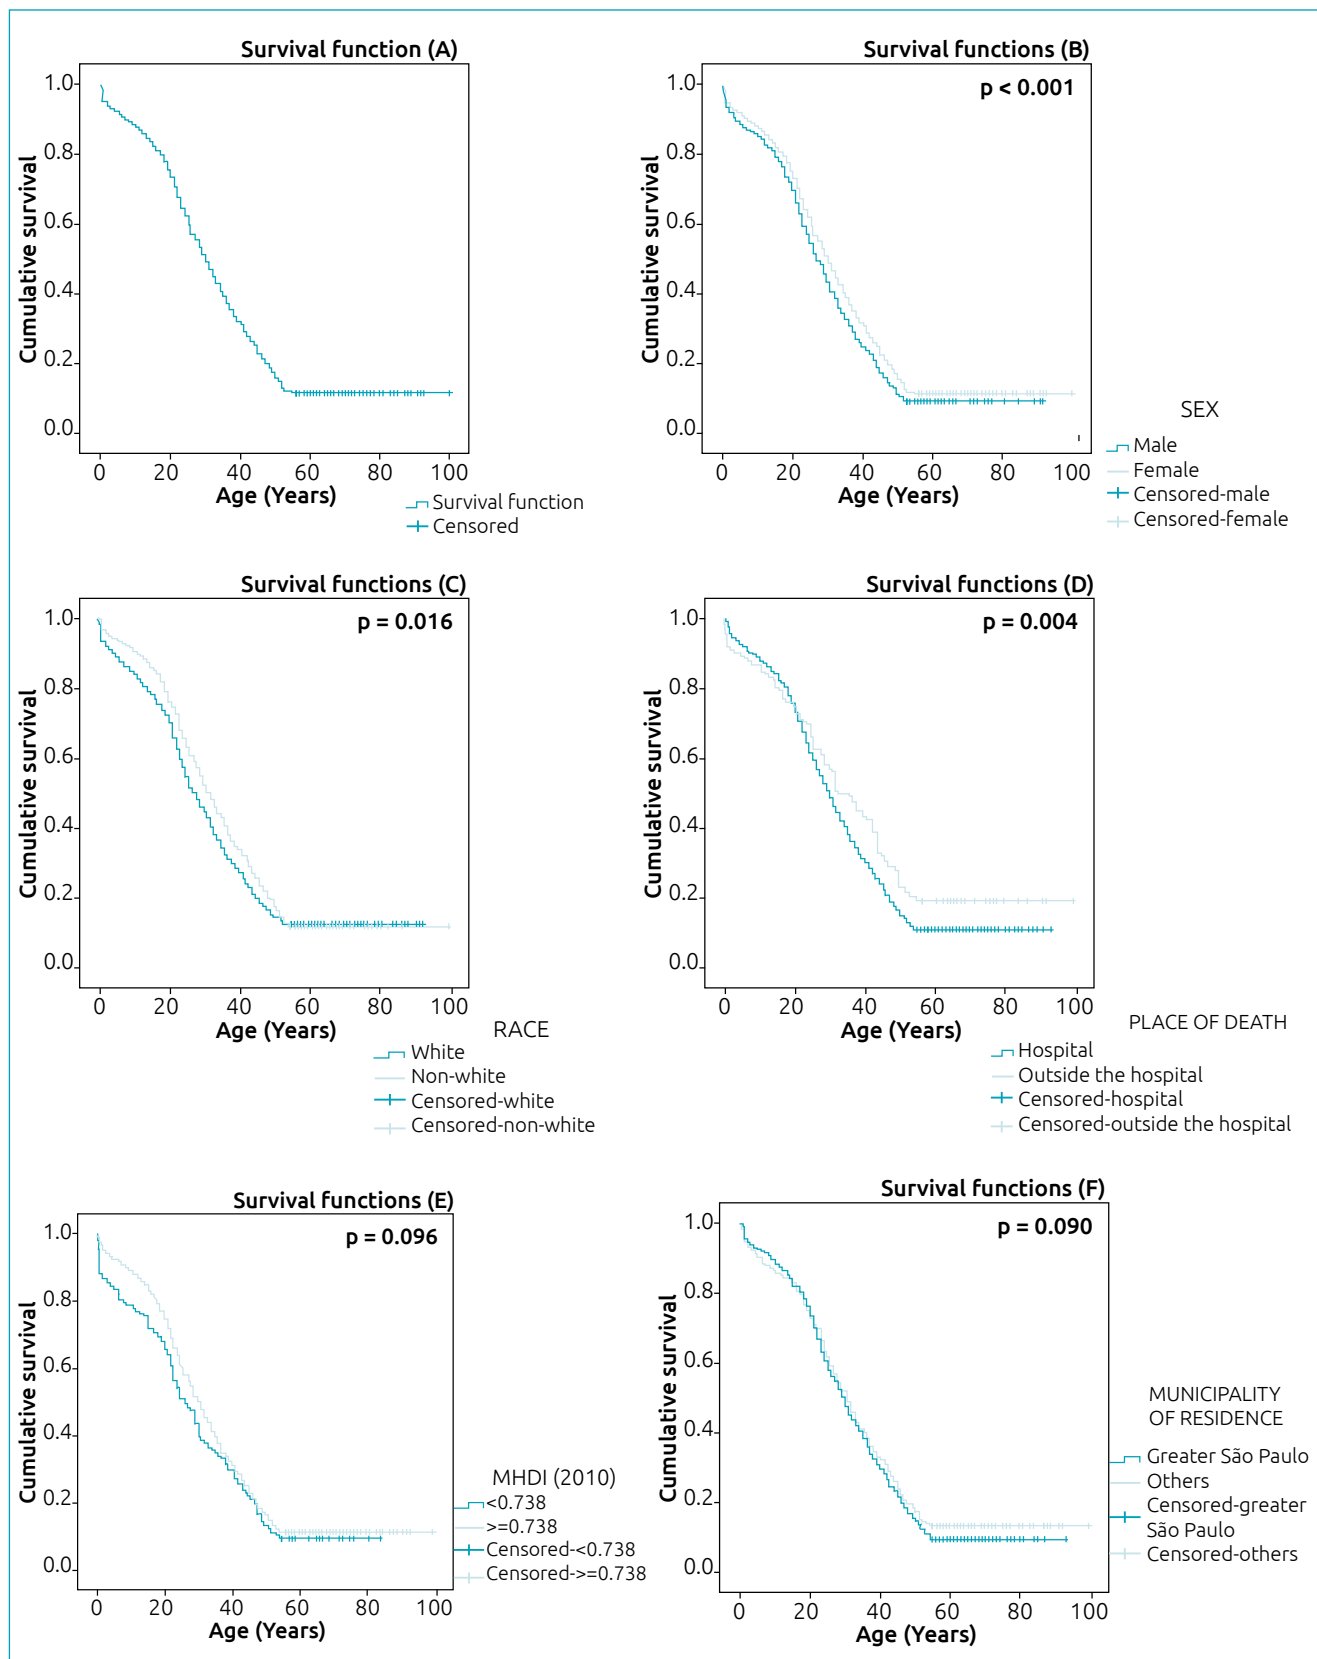 Survival function (A)
Cumulative survival
1.0
0.8
0.6
0.4
0.2
0.0
0 20 40 60 80 100
Age (Years)
Survival function
Censored
Survival functions (B)
p < 0.001
Cumulative survival
1.0
0.8
0.6
0.4
0.2
0.0
0 20 40 60 80 100
Age (Years)
SEX
Male
Female
Censored-male
Censored-female
Survival functions (C)
p = 0.016
Cumulative survival
1.0
0.8
0.6
0.4
0.2
0.0
0 20 40 60 80 100
Age (Years)
RACE
White
Non-white
Censored-white
Censored-non-white
Survival functions (D)
p = 0.004
Cumulative survival
1.0
0.8
0.6
0.4
0.2
0.0
0 20 40 60 80 100
Age (Years)
PLACE OF DEATH
Hospital
Outside the hospital
Censored-hospital
Censored-outside the hospital
Survival functions (E)
p = 0.096
Cumulative survival
1.0
0.8
0.6
0.4
0.2
0.0
0 20 40 60 80 100
Age (Years)
MHDI (2010)
<0.738
>=0.738
Censored-<0.738
Censored->=0.738
Survival functions (F)
p = 0.090
Cumulative survival
1.0
0.8
0.6
0.4
0.2
0.0
0 20 40 60 80 100
Age (Years)
MUNICIPALITY
OF RESIDENCE
Greater São Paulo
Others
Censored-greater
São Paulo
Censored-others